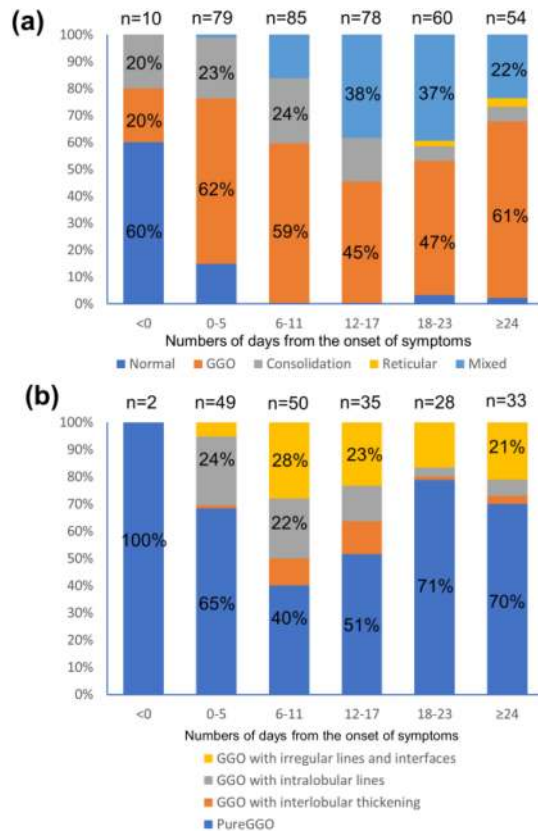 (a)
n=10 n=79 n=85 n=78 n=60 n=54
100%
90%
80%
70%
60%
50%
40%
30%
20%
10%
0%
20% 23% 24% 38% 37% 22%
20% 62% 59% 45% 47% 61%
60%
<0 0-5 6-11 12-17 18-23 ≥24
Numbers of days from the onset of symptoms
Normal GGO Consolidation Reticular Mixed
(b)
n=2 n=49 n=50 n=35 n=28 n=33
100%
90%
80%
70%
60%
50%
40%
30%
20%
10%
0%
24% 28% 23% 21%
22%
100% 65% 40% 51% 71% 70%
<0 0-5 6-11 12-17 18-23 ≥24
Numbers of days from the onset of symptoms
GGO with irregular lines and interfaces
GGO with intralobular lines
GGO with interlobular thickening
PureGGO